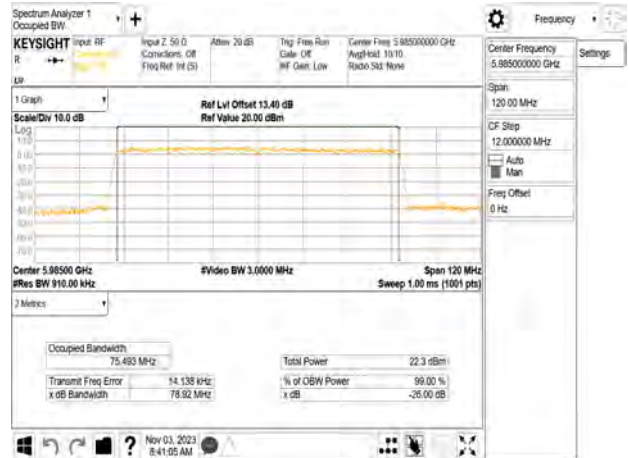 Spectrum Analyzer 1
Occupied BW
Frequency
KEYSIGHT
Input: RF
Input Z: 50 Ω
Corrections: Off
Freq Ref: Int (S)
Atten: 20 dB
Trig: Free Run
Gate: Off
#IF Gain: Low
Center Freq: 5.985000000 GHz
Avg|Hold: 10/10
Radio Std: None
R
Center Frequency
5.985000000 GHz
Settings
Span
120.00 MHz
CF Step
12.000000 MHz
Auto
Man
Freq Offset
0 Hz
1 Graph
Scale/Div 10.0 dB
Ref Lvl Offset 13.40 dB
Ref Value 20.00 dBm
Log
Center 5.98500 GHz
#Video BW 3.0000 MHz
Span 120 MHz
#Res BW 910.00 kHz
Sweep 1.00 ms (1001 pts)
2 Metrics
Occupied Bandwidth
75.493 MHz
Total Power
22.3 dBm
Transmit Freq Error
14.138 kHz
% of OBW Power
99.00 %
x dB Bandwidth
78.92 MHz
x dB
-26.00 dB
Nov 03, 2023
8:41:05 AM